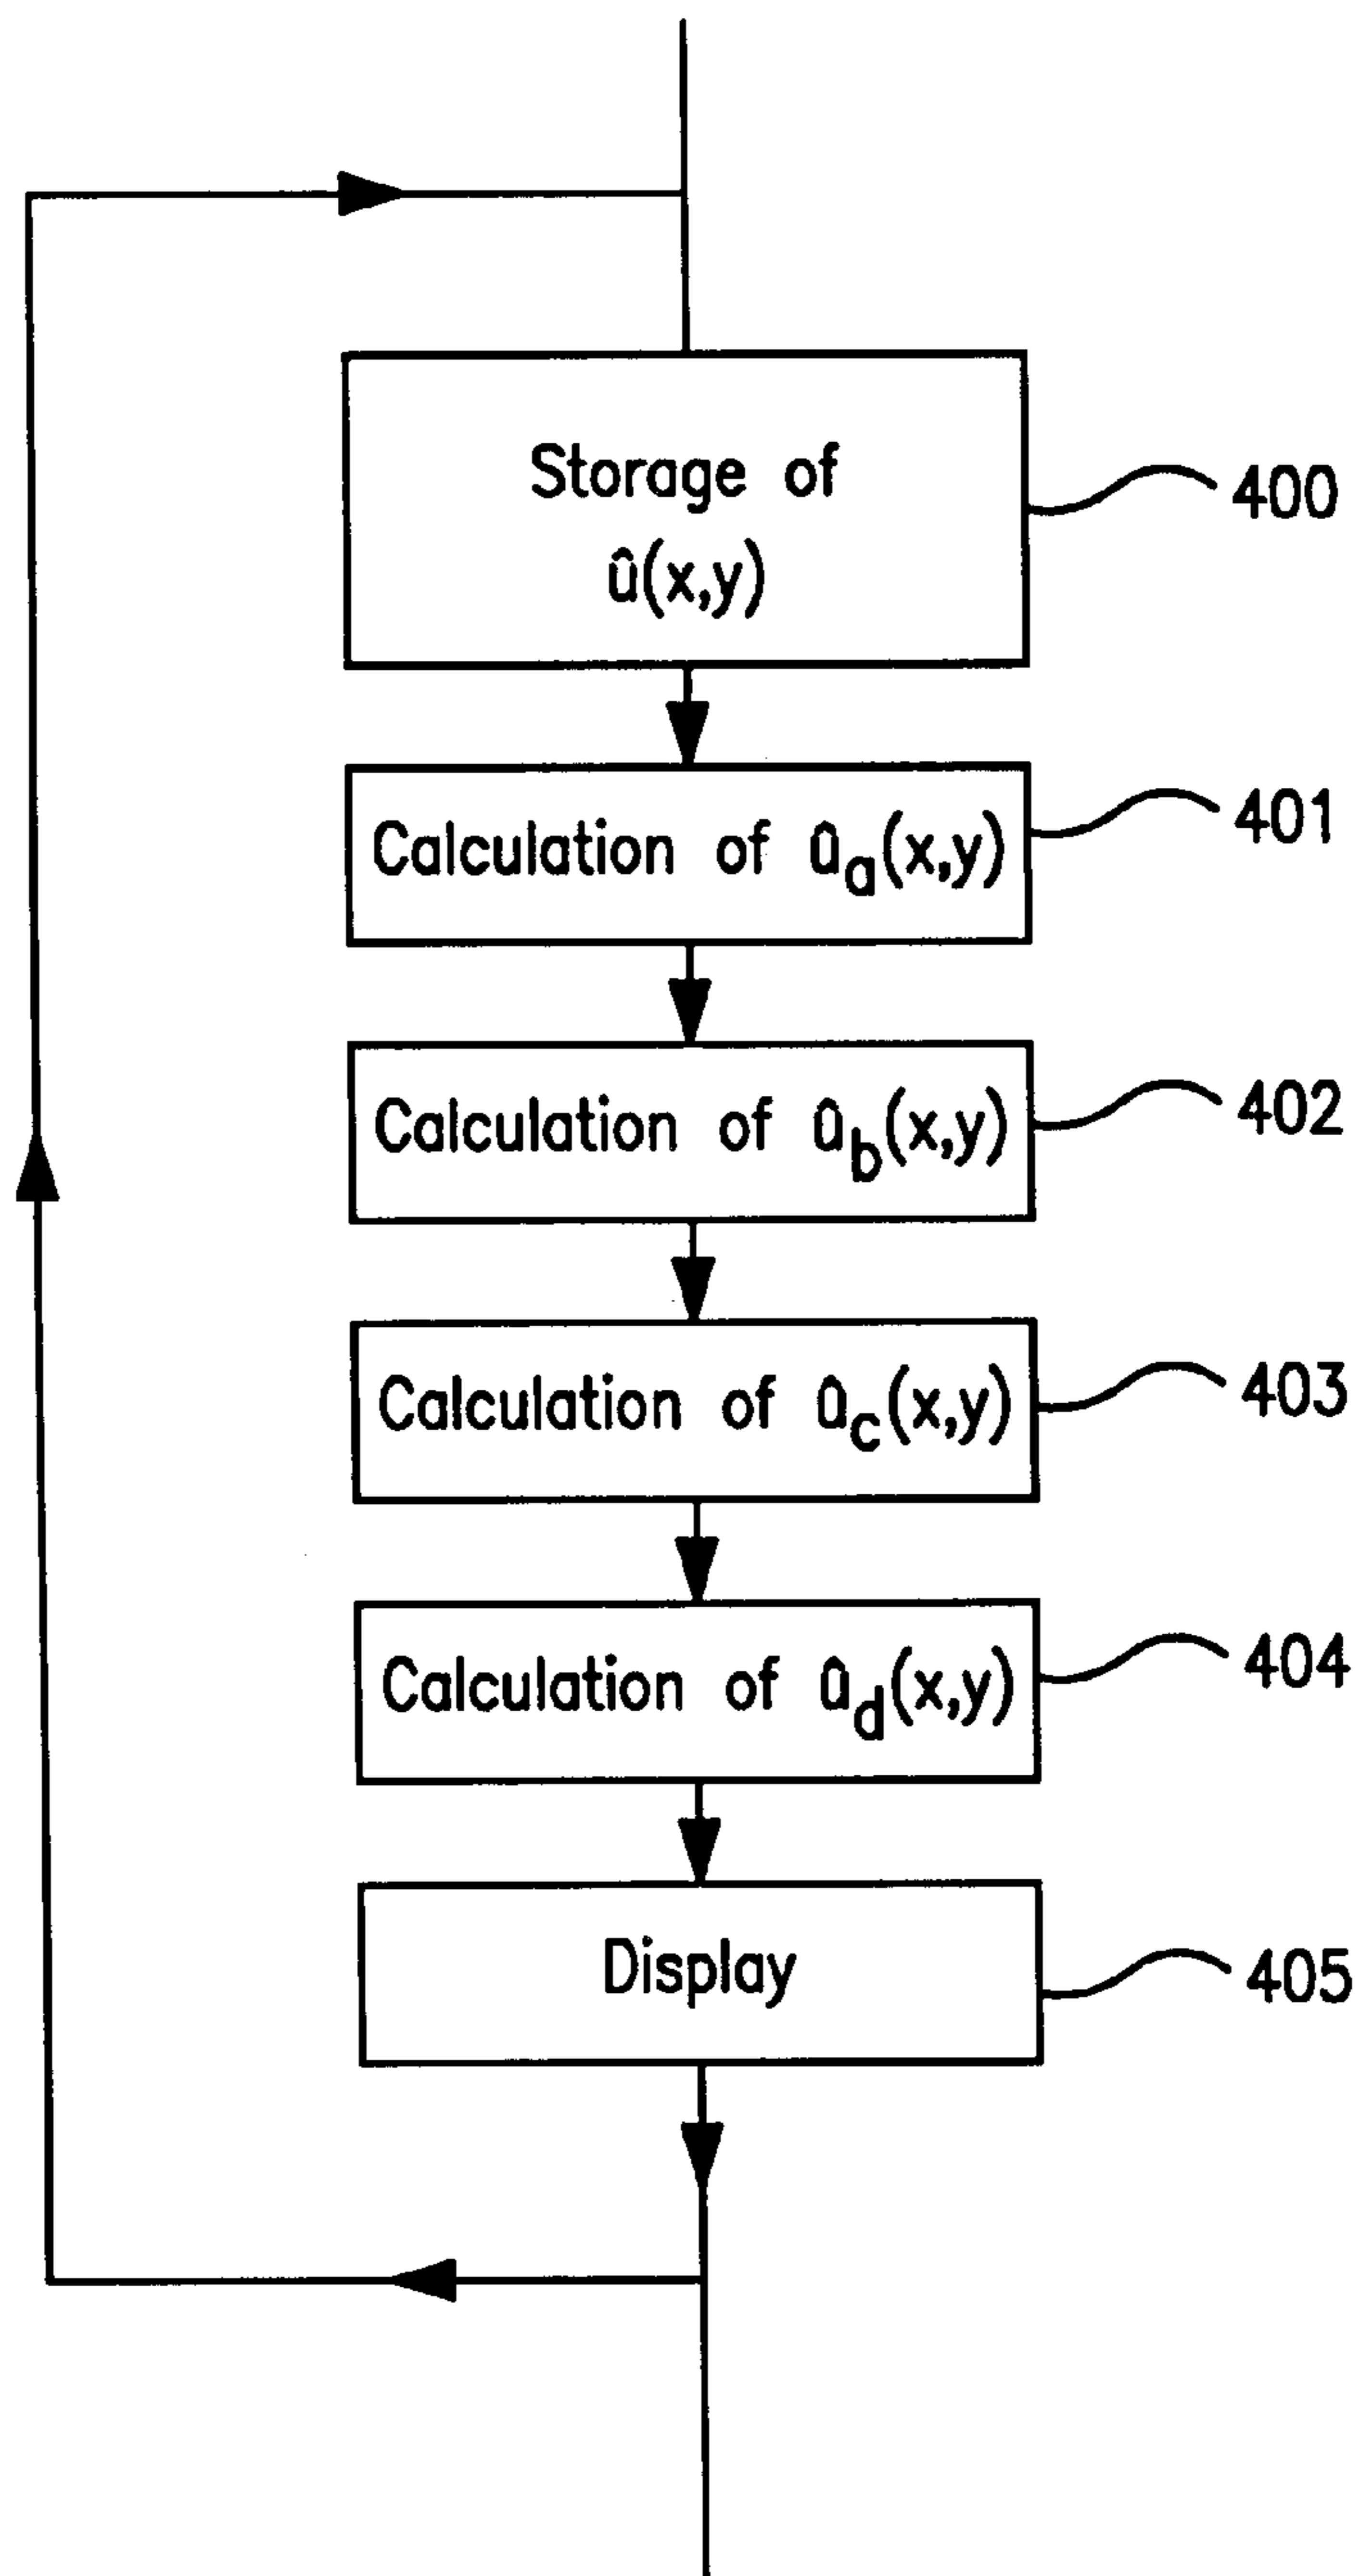 Storage of
û(x,y)
400
Calculation of ûa(x,y)
401
Calculation of ûb(x,y)
402
Calculation of ûc(x,y)
403
Calculation of ûd(x,y)
404
Display
405